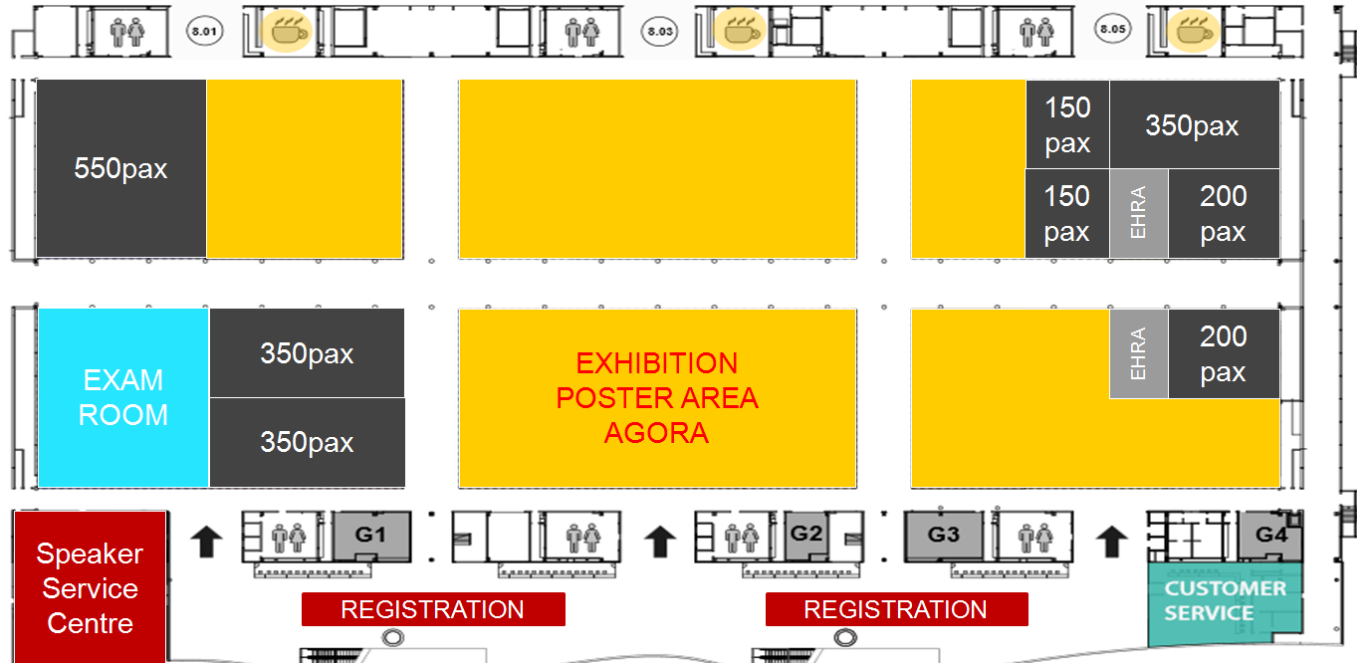 8.01
8.03
8.05
550pax
150
pax
350pax
150
pax
EHRA
200
pax
EXAM
ROOM
350pax
350pax
EXHIBITION
POSTER AREA
AGORA
EHRA
200
pax
Speaker
Service
Centre
G1
G2
G3
G4
REGISTRATION
REGISTRATION
CUSTOMER
SERVICE